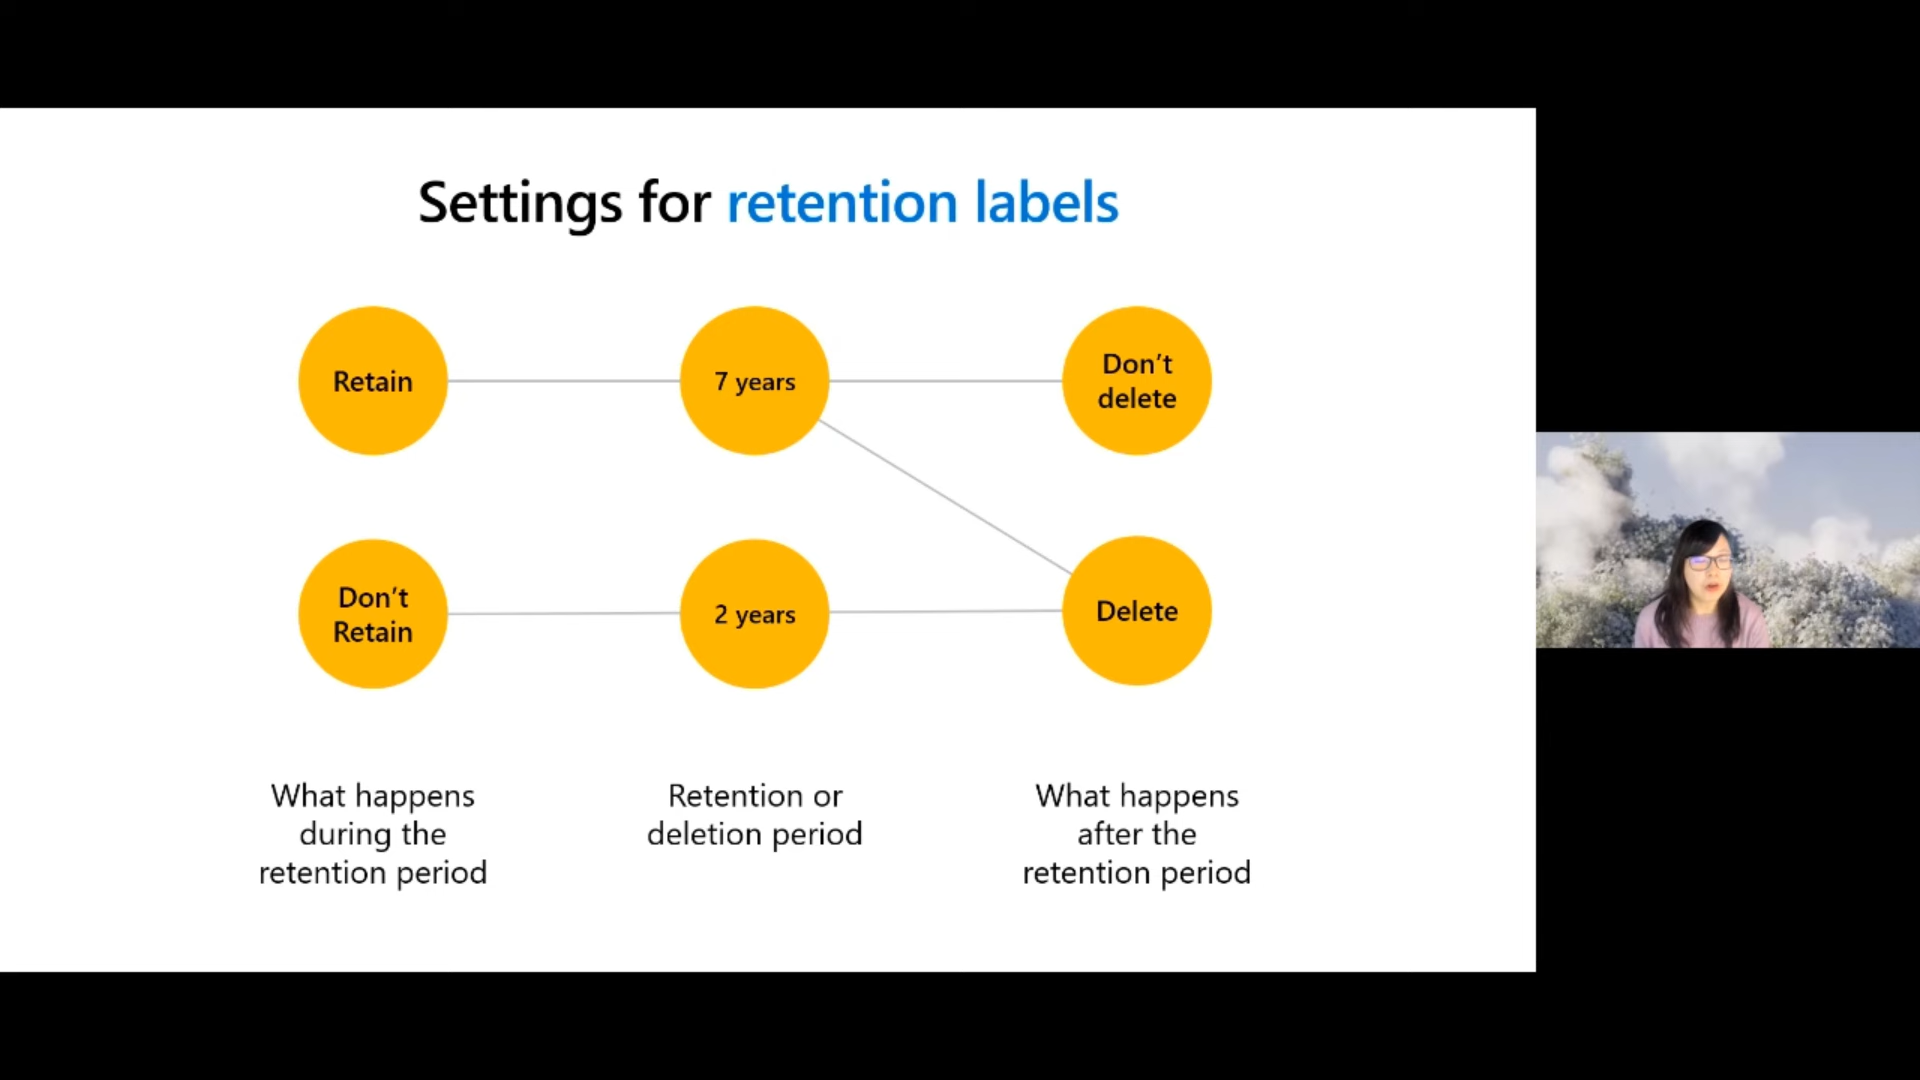 Settings for retention labels
Retain
7 years
Don't
delete
Don't
Retain
2 years
Delete
What happens
during the
retention period
Retention or
deletion period
What happens
after the
retention period